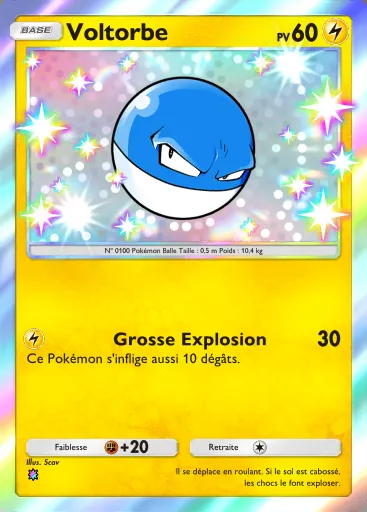 BASE
Voltorbe
PV 60
N° 0100 Pokémon Balle Taille : 0,5 m Poids : 10,4 kg
Grosse Explosion 30
Ce Pokémon s'inflige aussi 10 dégâts.
Faiblesse +20 Retraite
Illus. Scav
Il se déplace en roulant. Si le sol est cabossé,
les chocs le font exploser.